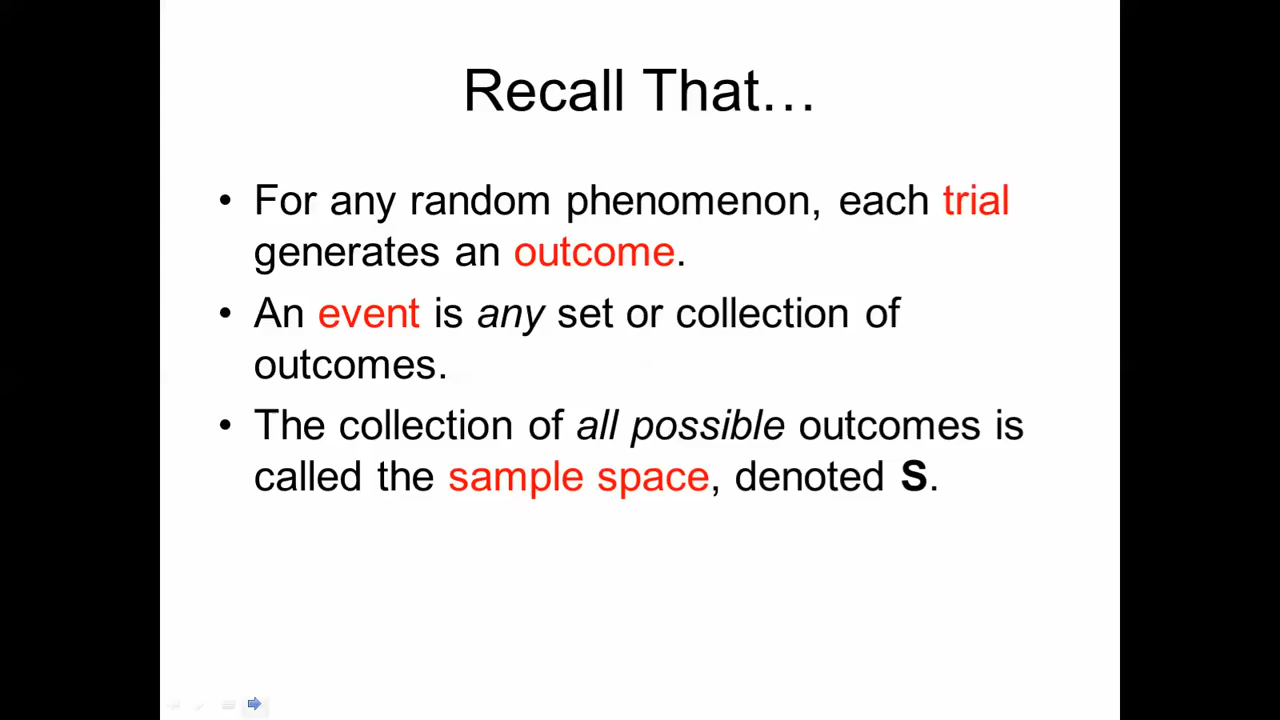 Recall That…
• For any random phenomenon, each trial
generates an outcome.
• An event is any set or collection of
outcomes.
• The collection of all possible outcomes is
called the sample space, denoted S.